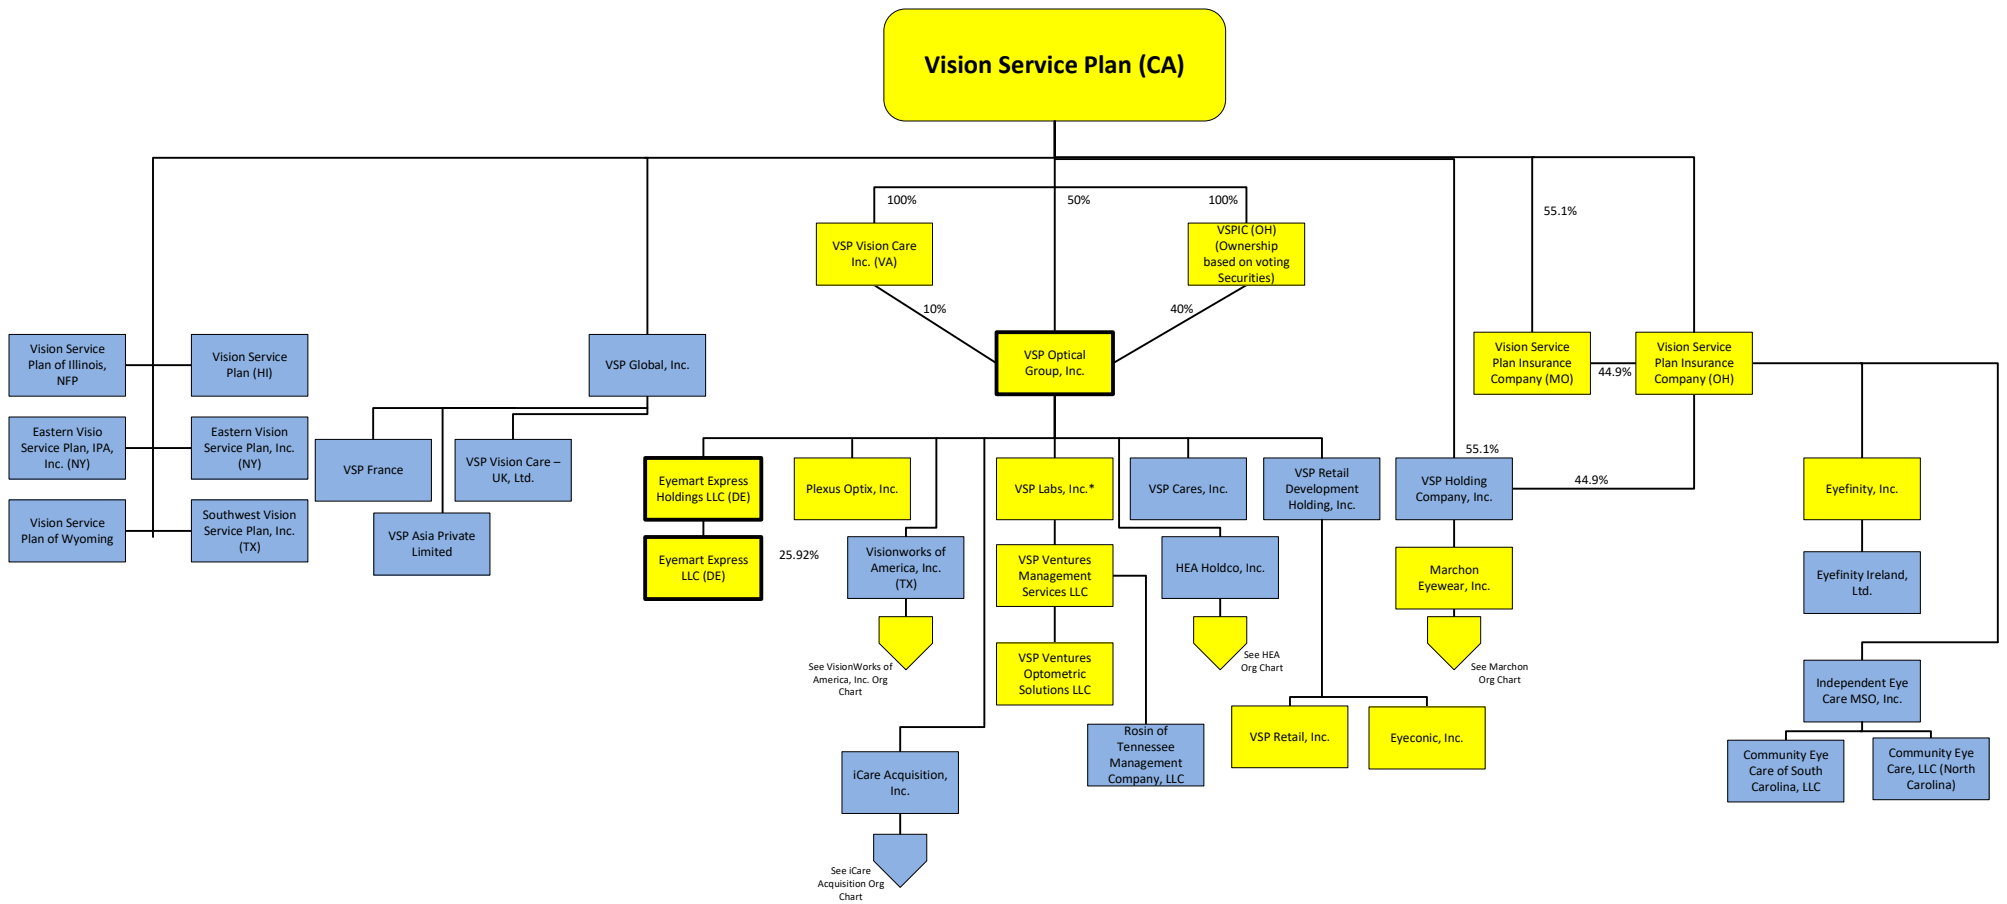 Vision Service Plan (CA)
100%
50%
100%
55.1%
VSP Vision Care
Inc. (VA)
VSPIC (OH)
(Ownership
based on voting
Securities)
10%
40%
Vision Service
Plan of Illinois,
NFP
Vision Service
Plan (HI)
VSP Global, Inc.
VSP Optical
Group, Inc.
Vision Service
Plan Insurance
Company (MO)
44.9%
Vision Service
Plan Insurance
Company (OH)
Eastern Visio
Service Plan, IPA,
Inc. (NY)
Eastern Vision
Service Plan, Inc.
(NY)
VSP France
VSP Vision Care –
UK, Ltd.
Eyemart Express
Holdings LLC (DE)
Plexus Optix, Inc.
VSP Labs, Inc.*
VSP Cares, Inc.
VSP Retail
Development
Holding, Inc.
55.1%
VSP Holding
Company, Inc.
44.9%
Eyefinity, Inc.
Vision Service
Plan of Wyoming
Southwest Vision
Service Plan, Inc.
(TX)
VSP Asia Private
Limited
Eyemart Express
LLC (DE)
25.92%
Visionworks of
America, Inc.
(TX)
VSP Ventures
Management
Services LLC
HEA Holdco, Inc.
Marchon
Eyewear, Inc.
Eyefinity Ireland,
Ltd.
See VisionWorks of
America, Inc. Org
Chart
VSP Ventures
Optometric
Solutions LLC
See HEA
Org Chart
See Marchon
Org Chart
Independent Eye
Care MSO, Inc.
iCare Acquisition,
Inc.
Rosin of
Tennessee
Management
Company, LLC
VSP Retail, Inc.
Eyeconic, Inc.
Community Eye
Care of South
Carolina, LLC
Community Eye
Care, LLC (North
Carolina)
See iCare
Acquisition Org
Chart